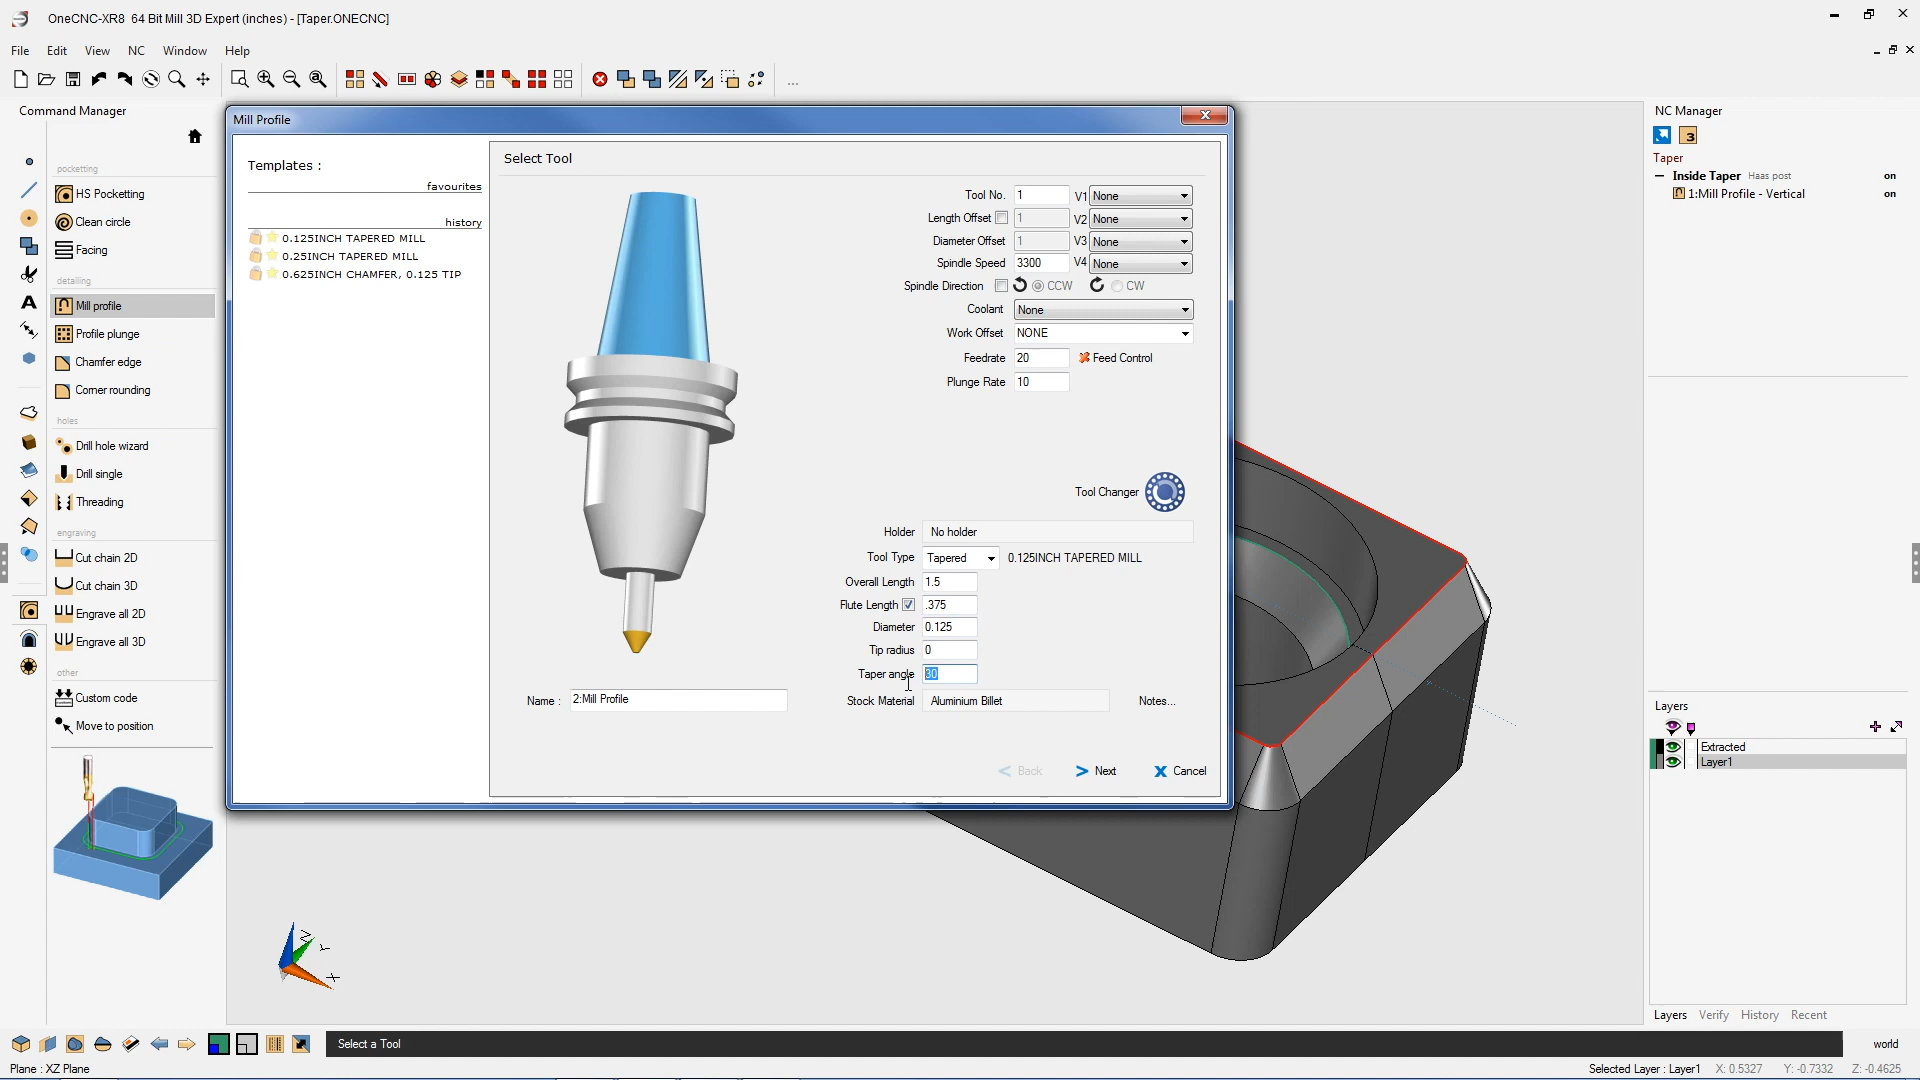 OneCNC-XR8 64 Bit Mill 3D Expert (inches) - [Taper.ONECNC]
File Edit View NC Window Help
...
Command Manager
pocketting
HS Pocketting
Clean circle
Facing
detailing
Mill profile
Profile plunge
Chamfer edge
Corner rounding
holes
Drill hole wizard
Drill single
Threading
engraving
Cut chain 2D
Cut chain 3D
Engrave all 2D
Engrave all 3D
other
Custom code
Move to position
Mill Profile
Templates :
favourites
history
0.125INCH TAPERED MILL
0.25INCH TAPERED MILL
0.625INCH CHAMFER, 0.125 TIP
Select Tool
Tool No. 1 V1 None
Length Offset 1 V2 None
Diameter Offset 1 V3 None
Spindle Speed 3300 V4 None
Spindle Direction CCW CW
Coolant None
Work Offset NONE
Feedrate 20 Feed Control
Plunge Rate 10
Tool Changer
Holder No holder
Tool Type Tapered 0.125INCH TAPERED MILL
Overall Length 1.5
Flute Length .375
Diameter 0.125
Tip radius 0
Taper angle 30
Name : 2:Mill Profile
Stock Material Aluminium Billet Notes...
< Back > Next X Cancel
NC Manager
3
Taper
Inside Taper Haas post on
1:Mill Profile - Vertical on
Layers
Extracted
Layer1
Layers Verify History Recent
Z Y X
Select a Tool
world
Plane : XZ Plane
Selected Layer : Layer1 X: 0.5327 Y: -0.7332 Z: -0.4625